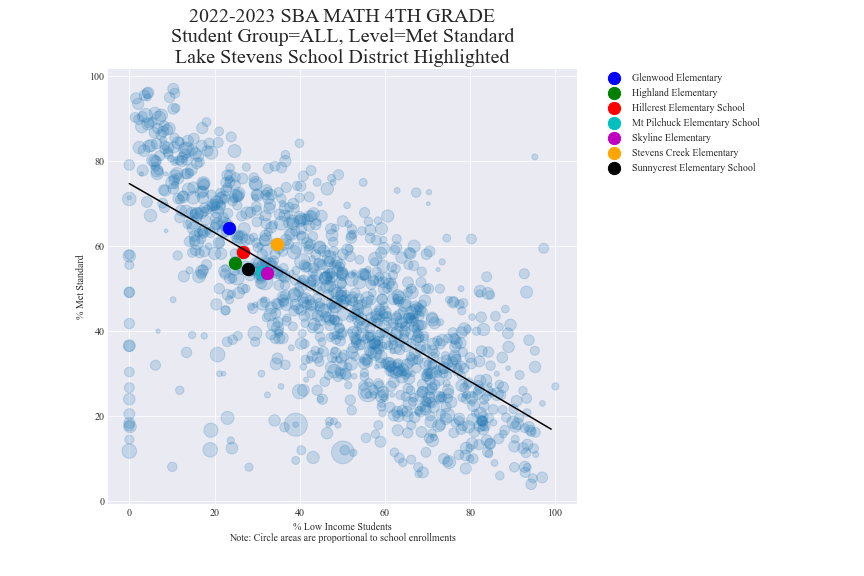 2022-2023 SBA MATH 4TH GRADE
Student Group=ALL, Level=Met Standard
Lake Stevens School District Highlighted
Glenwood Elementary
Highland Elementary
Hillcrest Elementary School
Mt Pilchuck Elementary School
Skyline Elementary
Stevens Creek Elementary
Sunnycrest Elementary School
% Met Standard
100
80
60
40
20
0
0 20 40 60 80 100
% Low Income Students
Note: Circle areas are proportional to school enrollments